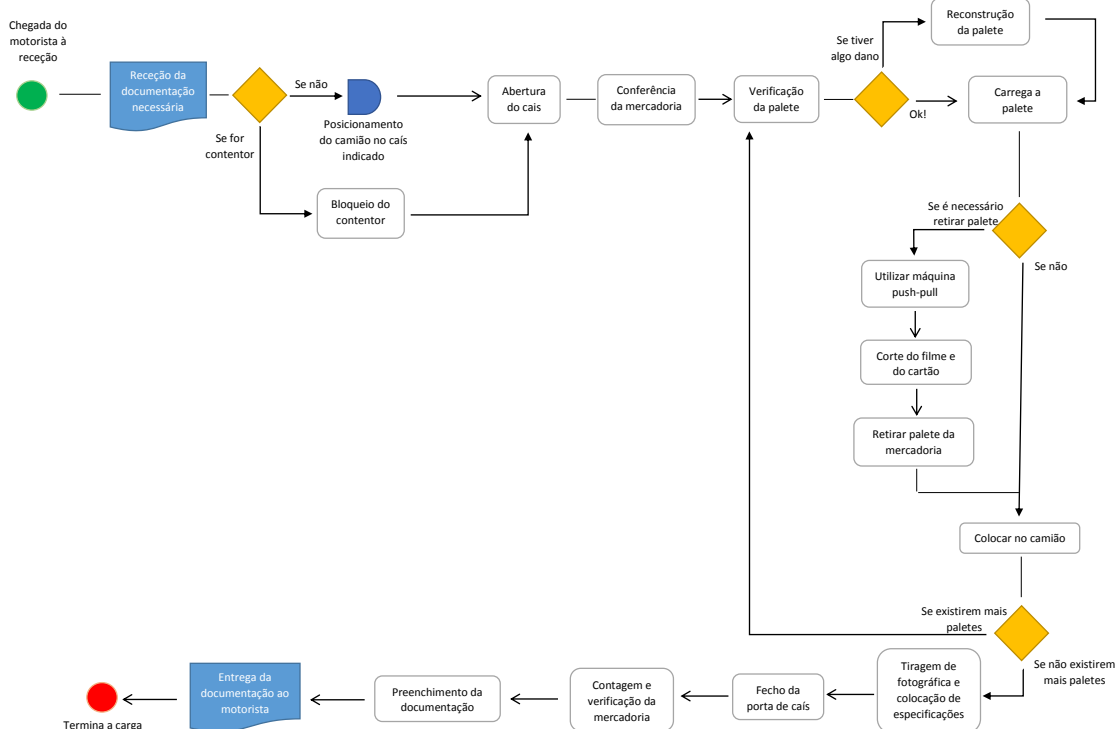 Chegada do
motorista à
receção
Receção da
documentação
necessária
Se não
Se for
contentor
Posicionamento
do camião no caís
indicado
Bloqueio do
contentor
Abertura
do cais
Conferência
da mercadoria
Verificação
da palete
Se tiver
algo dano
Ok!
Reconstrução
da palete
Carrega a
palete
Se é necessário
retirar palete
Se não
Utilizar máquina
push-pull
Corte do filme e
do cartão
Retirar palete da
mercadoria
Colocar no camião
Se existirem mais
paletes
Se não existirem
mais paletes
Tiragem de
fotográfica e
colocação de
especificações
Fecho da
porta de caís
Contagem e
verificação da
mercadoria
Preenchimento da
documentação
Entrega da
documentação ao
motorista
Termina a carga